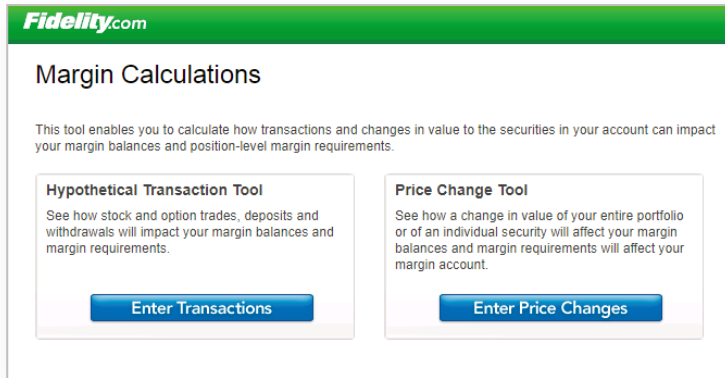 Fidelity.com
Margin Calculations
This tool enables you to calculate how transactions and changes in value to the securities in your account can impact
your margin balances and position-level margin requirements.
Hypothetical Transaction Tool
See how stock and option trades, deposits and
withdrawals will impact your margin balances and
margin requirements.
Enter Transactions
Price Change Tool
See how a change in value of your entire portfolio
or of an individual security will affect your margin
balances and margin requirements will affect your
margin account.
Enter Price Changes